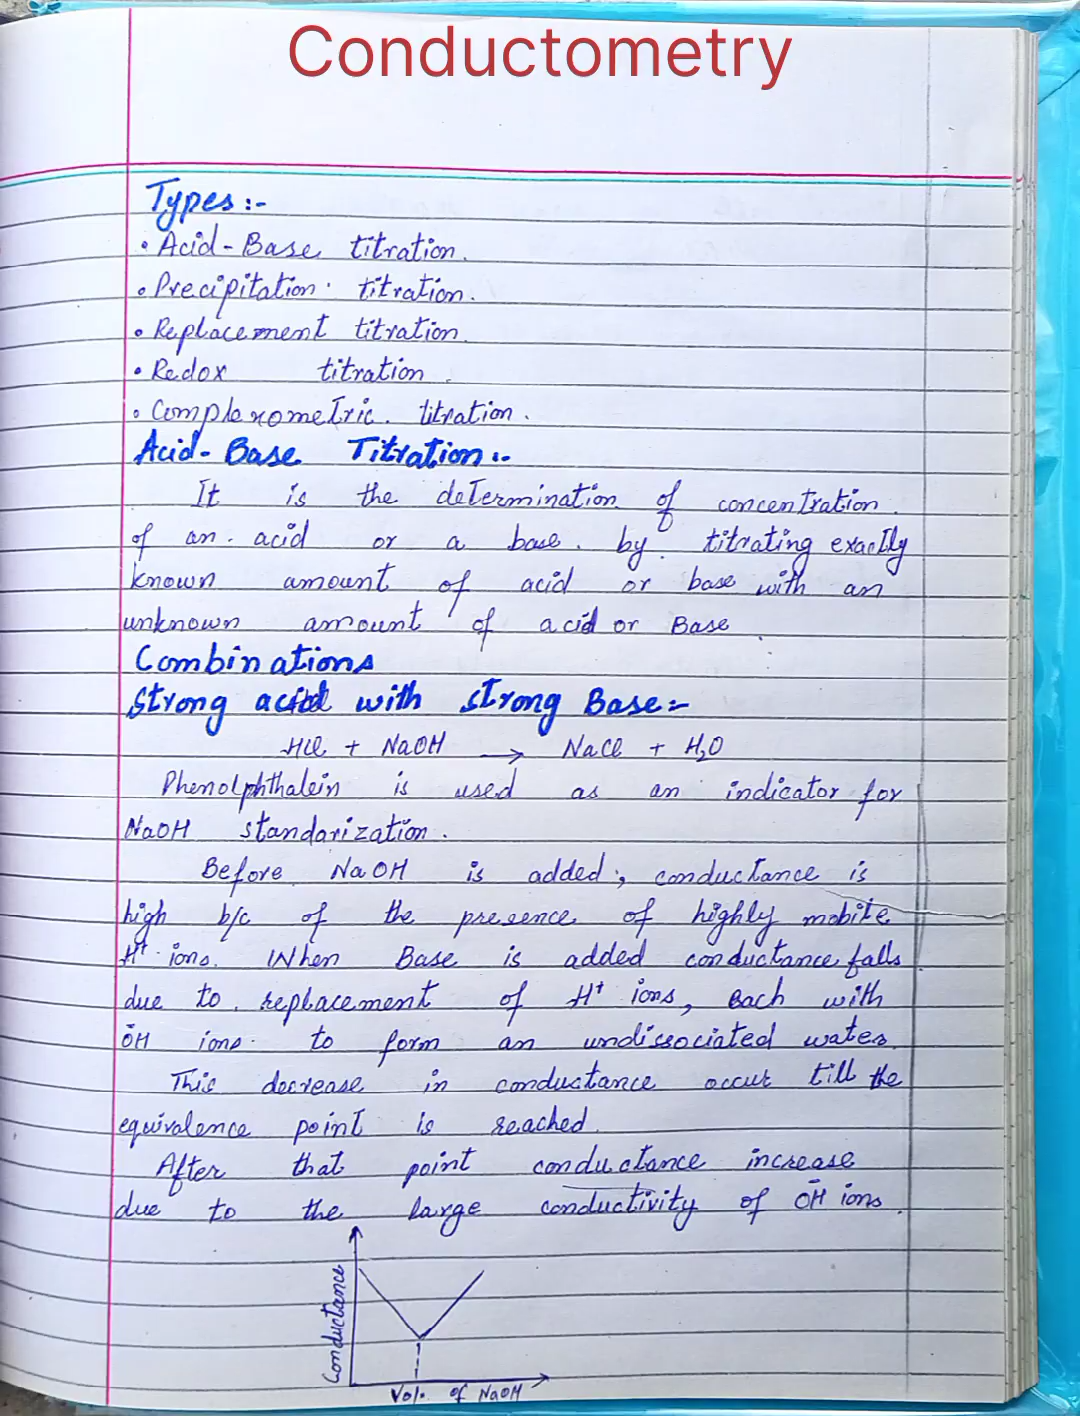 Conductometry
Types:-
• Acid-Base titration.
• Precipitation titration.
• Replacement titration.
• Redox titration.
• Complexometric titration.
Acid-Base Titration:-
It is the determination of concentration
of an acid or a base by titrating exactly
known amount of acid or base with an
unknown amount of acid or Base.
Combinations
Strong acid with strong Base:-
HCl + NaOH → NaCl + H₂O
Phenolphthalein is used as an indicator for
NaOH standarization.
Before NaOH is added, conductance is
high b/c of the presence of highly mobile
H⁺ ions. When Base is added conductance falls
due to replacement of H⁺ ions, Each with
ŌH ions to form an undissociated water.
This decrease in conductance occur till the
equivalence point is reached.
After that point conductance increase
due to the large conductivity of ŌH ions.
Conductance
Vol. of NaOH